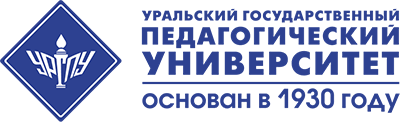 УРГПУ
УРАЛЬСКИЙ ГОСУДАРСТВЕННЫЙ
ПЕДАГОГИЧЕСКИЙ
УНИВЕРСИТЕТ
ОСНОВАН В 1930 ГОДУ